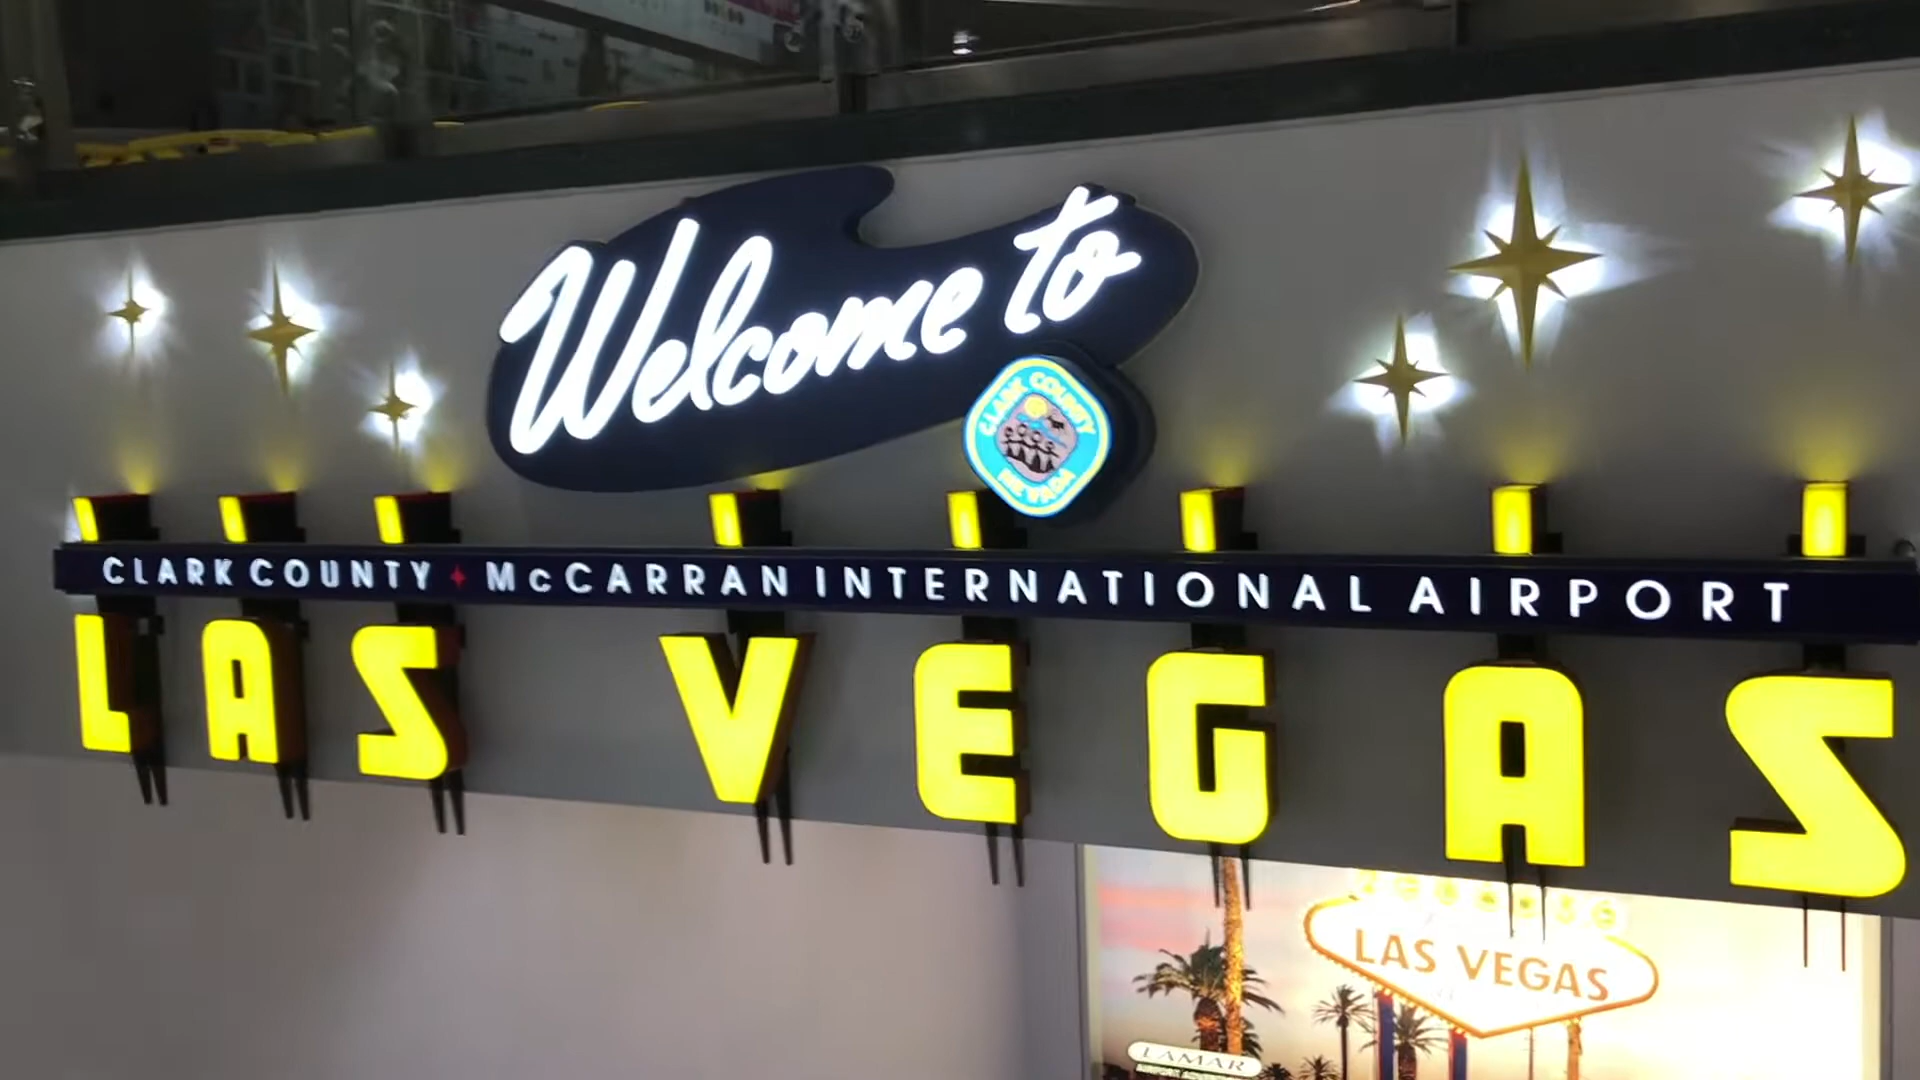 Welcome to
CLARK COUNTY
NEVADA
CLARK COUNTY McCARRAN INTERNATIONAL AIRPORT
LAS VEGAS
LAS VEGAS
LAMAR